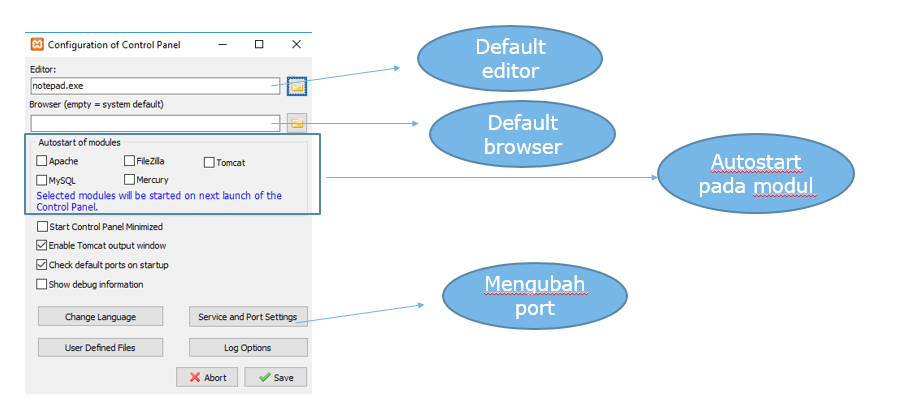 Configuration of Control Panel
Editor:
notepad.exe
Browser (empty = system default)
Autostart of modules
Apache
FileZilla
Tomcat
MySQL
Mercury
Selected modules will be started on next launch of the
Control Panel.
Start Control Panel Minimized
Enable Tomcat output window
Check default ports on startup
Show debug information
Change Language
Service and Port Settings
User Defined Files
Log Options
Abort
Save
Default
editor
Default
browser
Autostart
pada modul
Mengubah
port